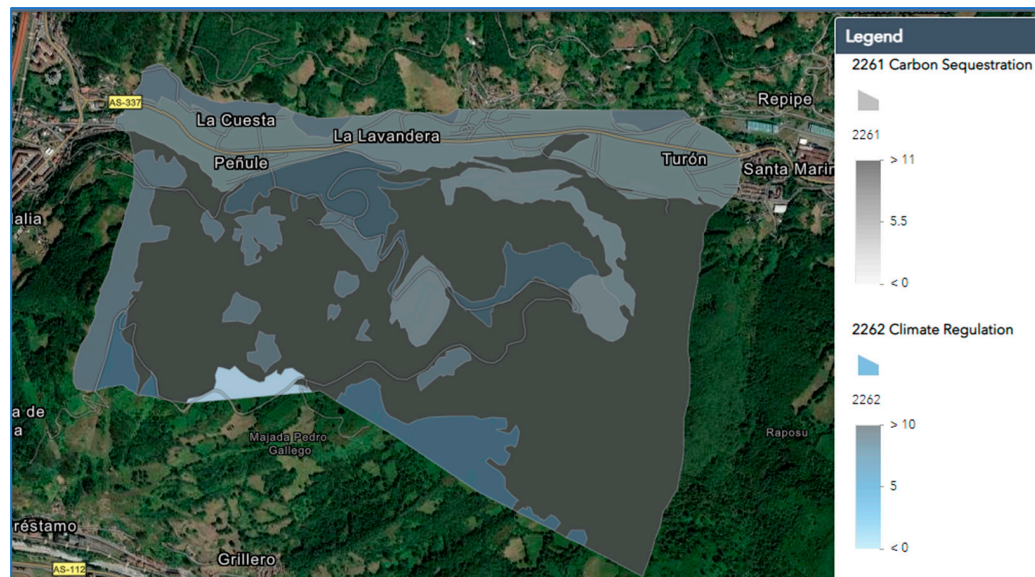 Legend
2261 Carbon Sequestration
2261
> 11
5.5
< 0
2262 Climate Regulation
2262
> 10
5
< 0
AS-337
La Cuesta
La Lavandera
Peñule
Repipe
Turón
Santa Marin
alia
a de
a
Majada Pedro
Gallego
Raposu
réstamo
Grillero
AS-112